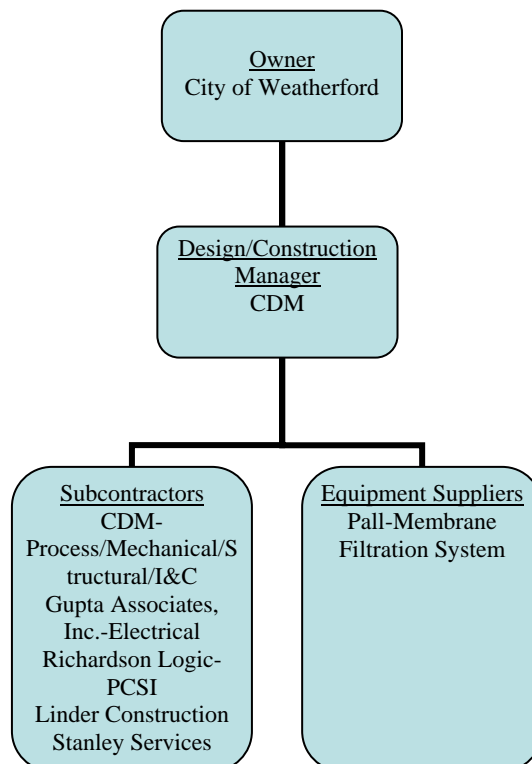 Owner
City of Weatherford
Design/Construction
Manager
CDM
Subcontractors
CDM-
Process/Mechanical/S
tructural/I&C
Gupta Associates,
Inc.-Electrical
Richardson Logic-
PCSI
Linder Construction
Stanley Services
Equipment Suppliers
Pall-Membrane
Filtration System